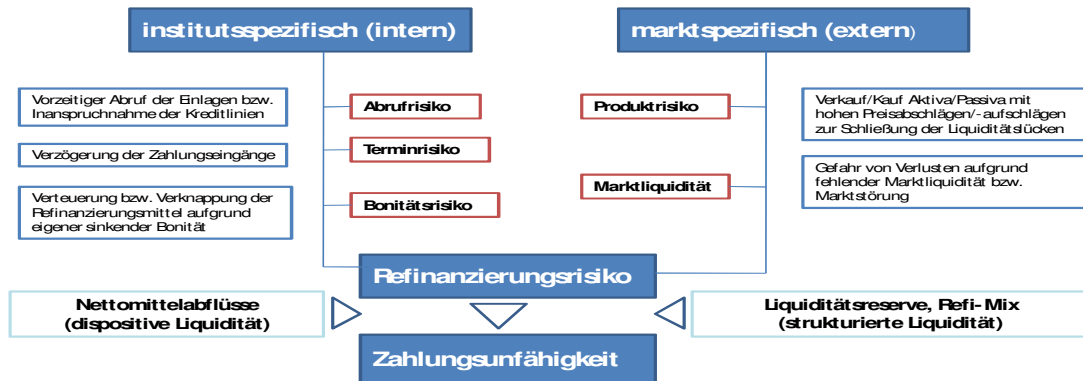 institutsspezifisch (intern)
marktspezifisch (extern)
Vorzeitiger Abruf der Einlagen bzw.
Inanspruchnahme der Kreditlinien
Abrufrisiko
Produktrisiko
Verkauf/Kauf Aktiva/Passiva mit
hohen Preisabschlägen/-aufschlägen
zur Schließung der Liquiditätslücken
Verzögerung der Zahlungseingänge
Terminrisiko
Gefahr von Verlusten aufgrund
fehlender Marktliquidität bzw.
Marktstörung
Marktliquidität
Verteuerung bzw. Verknappung der
Refinanzierungsmittel aufgrund
eigener sinkender Bonität
Bonitätsrisiko
Refinanzierungsrisiko
Nettomittelabflüsse
(dispositive Liquidität)
Liquiditätsreserve, Refi-Mix
(strukturierte Liquidität)
Zahlungsunfähigkeit